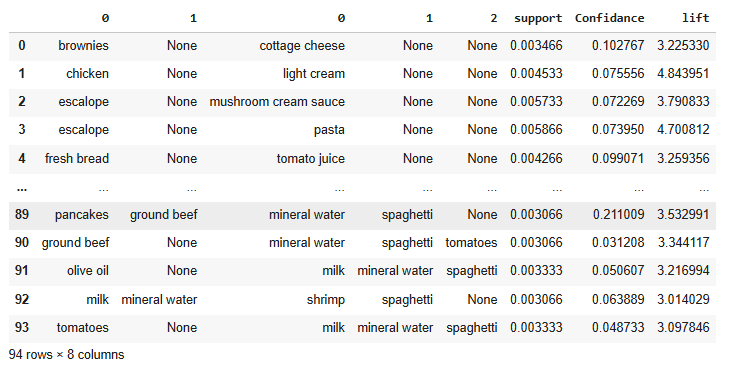 0 1 0 1 2 support Confidance lift
0 brownies None cottage cheese None None 0.003466 0.102767 3.225330
1 chicken None light cream None None 0.004533 0.075556 4.843951
2 escalope None mushroom cream sauce None None 0.005733 0.072269 3.790833
3 escalope None pasta None None 0.005866 0.073950 4.700812
4 fresh bread None tomato juice None None 0.004266 0.099071 3.259356
... ... ... ... ... ... ... ... ...
89 pancakes ground beef mineral water spaghetti None 0.003066 0.211009 3.532991
90 ground beef None mineral water spaghetti tomatoes 0.003066 0.031208 3.344117
91 olive oil None milk mineral water spaghetti 0.003333 0.050607 3.216994
92 milk mineral water shrimp spaghetti None 0.003066 0.063889 3.014029
93 tomatoes None milk mineral water spaghetti 0.003333 0.048733 3.097846
94 rows × 8 columns